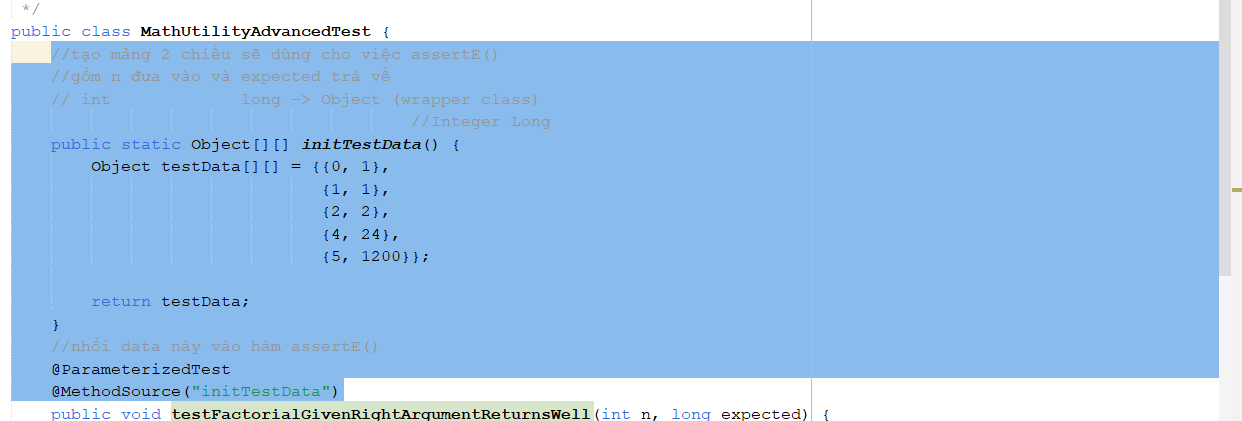 */
public class MathUtilityAdvancedTest {
//tạo mảng 2 chiều sẽ dùng cho việc assertE()
//gồm n đưa vào và expected trả về
// int long -> Object (wrapper class)
//Integer Long
public static Object[][] initTestData() {
Object testData[][] = {{0, 1},
{1, 1},
{2, 2},
{4, 24},
{5, 1200}};
return testData;
}
//nhồi data này vào hàm assertE()
@ParameterizedTest
@MethodSource("initTestData")
public void testFactorialGivenRightArgumentReturnsWell(int n, long expected) {